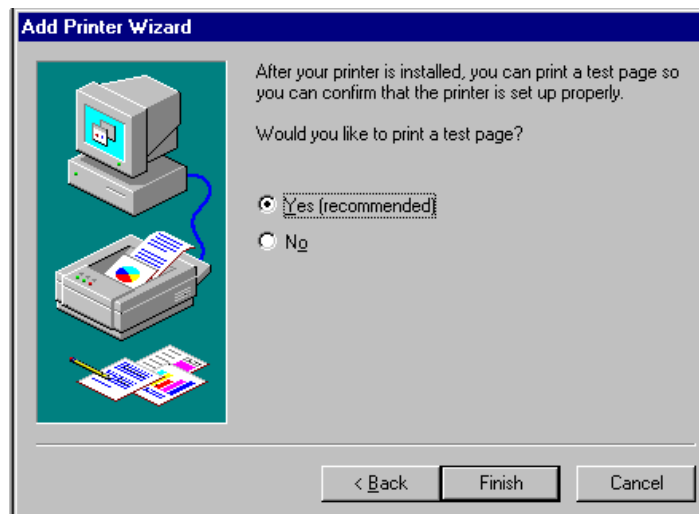 Add Printer Wizard
After your printer is installed, you can print a test page so
you can confirm that the printer is set up properly.
Would you like to print a test page?
Yes (recommended)
No
< Back
Finish
Cancel